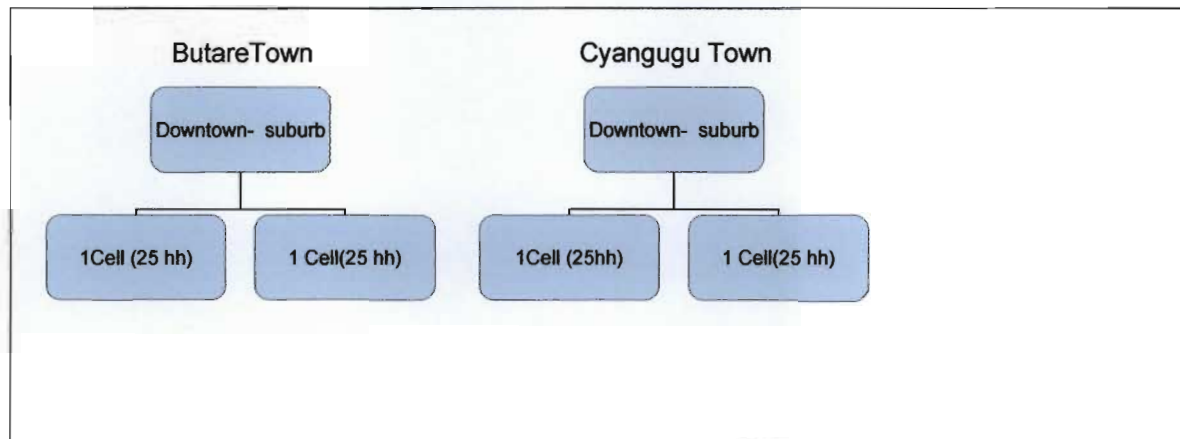 ButareTown
Cyangugu Town
Downtown- suburb
Downtown- suburb
1Cell (25 hh)
1 Cell(25 hh)
1Cell (25hh)
1 Cell(25 hh)